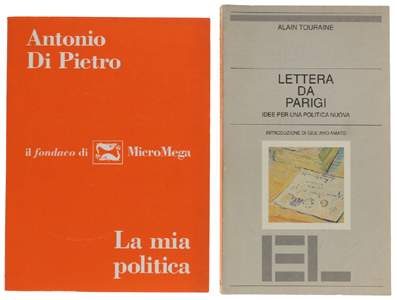 Antonio
Di Pietro
il fondaco di MicroMega
La mia
politica
ALAIN TOURAINE
LETTERA
DA
PARIGI
IDEE PER UNA POLITICA NUOVA
INTRODUZIONE DI GIULIANO AMATO
EL